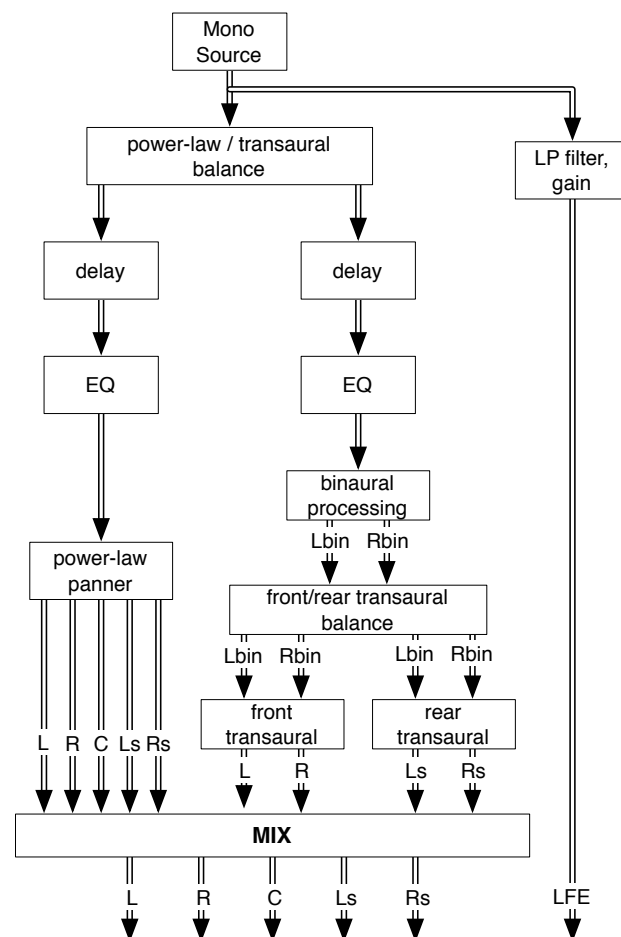 Mono
Source
power-law / transaural
balance
LP filter,
gain
delay
delay
EQ
EQ
binaural
processing
Lbin Rbin
power-law
panner
front/rear transaural
balance
Lbin Rbin Lbin Rbin
front
transaural
rear
transaural
L R C Ls Rs
L R Ls Rs
MIX
L R C Ls Rs LFE